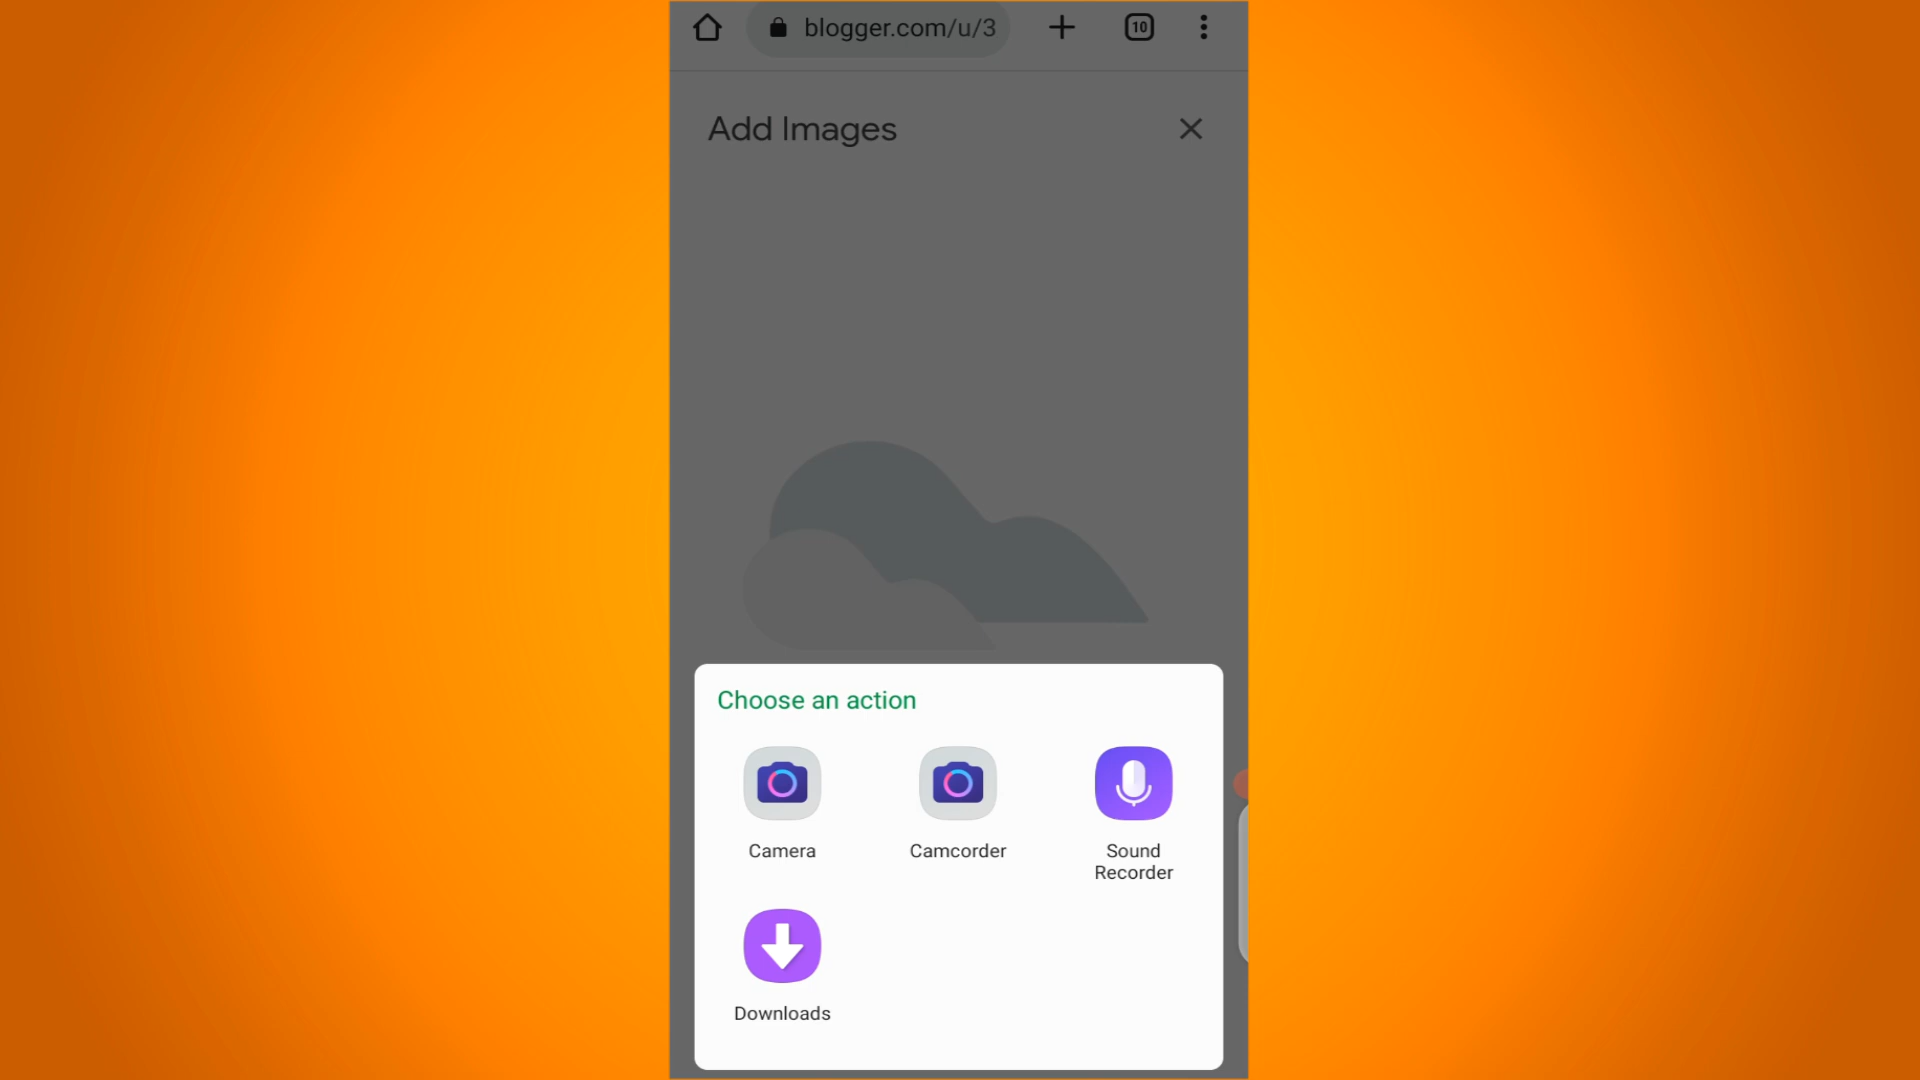 blogger.com/u/3
10
Add Images
Choose an action
Camera
Camcorder
Sound
Recorder
Downloads